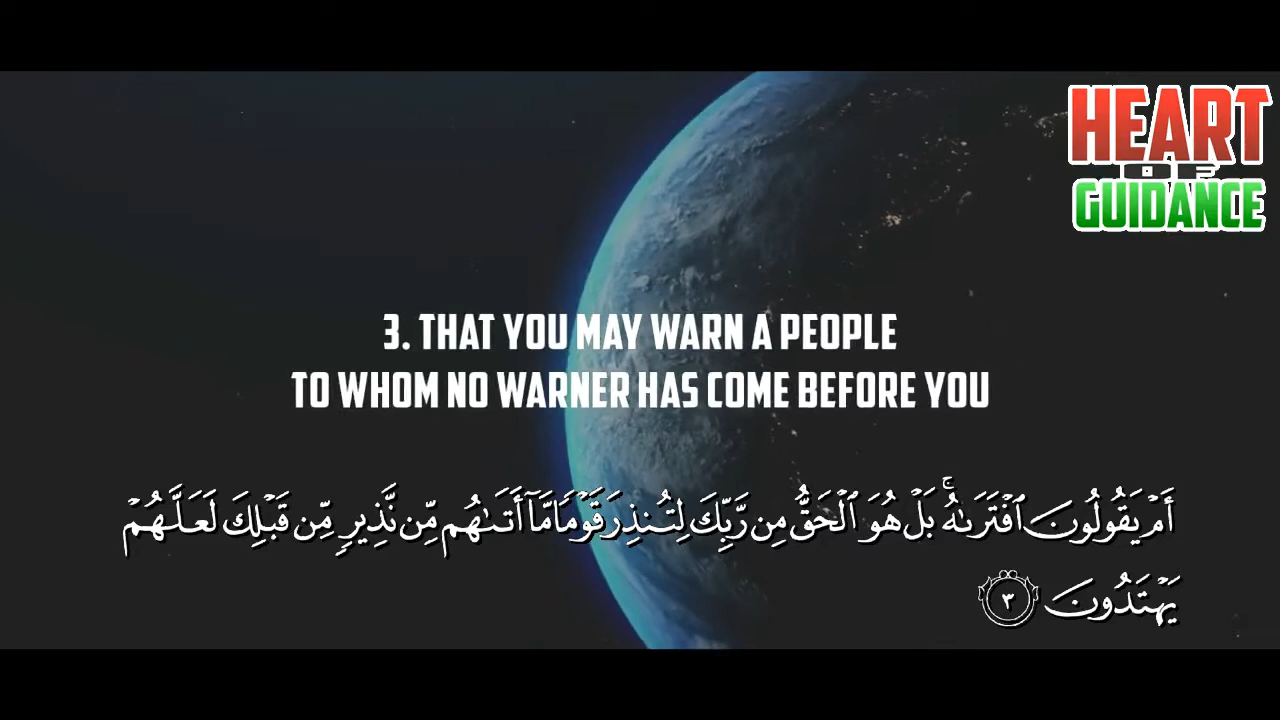 HEART
OF
GUIDANCE
3. THAT YOU MAY WARN A PEOPLE
TO WHOM NO WARNER HAS COME BEFORE YOU
أَمْ يَقُولُونَ ٱفْتَرَىٰهُ ۚ بَلْ هُوَ ٱلْحَقُّ مِن رَّبِّكَ لِتُنذِرَ قَوْمًا مَّآ أَتَىٰهُم مِّن نَّذِيرٍ مِّن قَبْلِكَ لَعَلَّهُمْ
يَهْتَدُونَ ٣